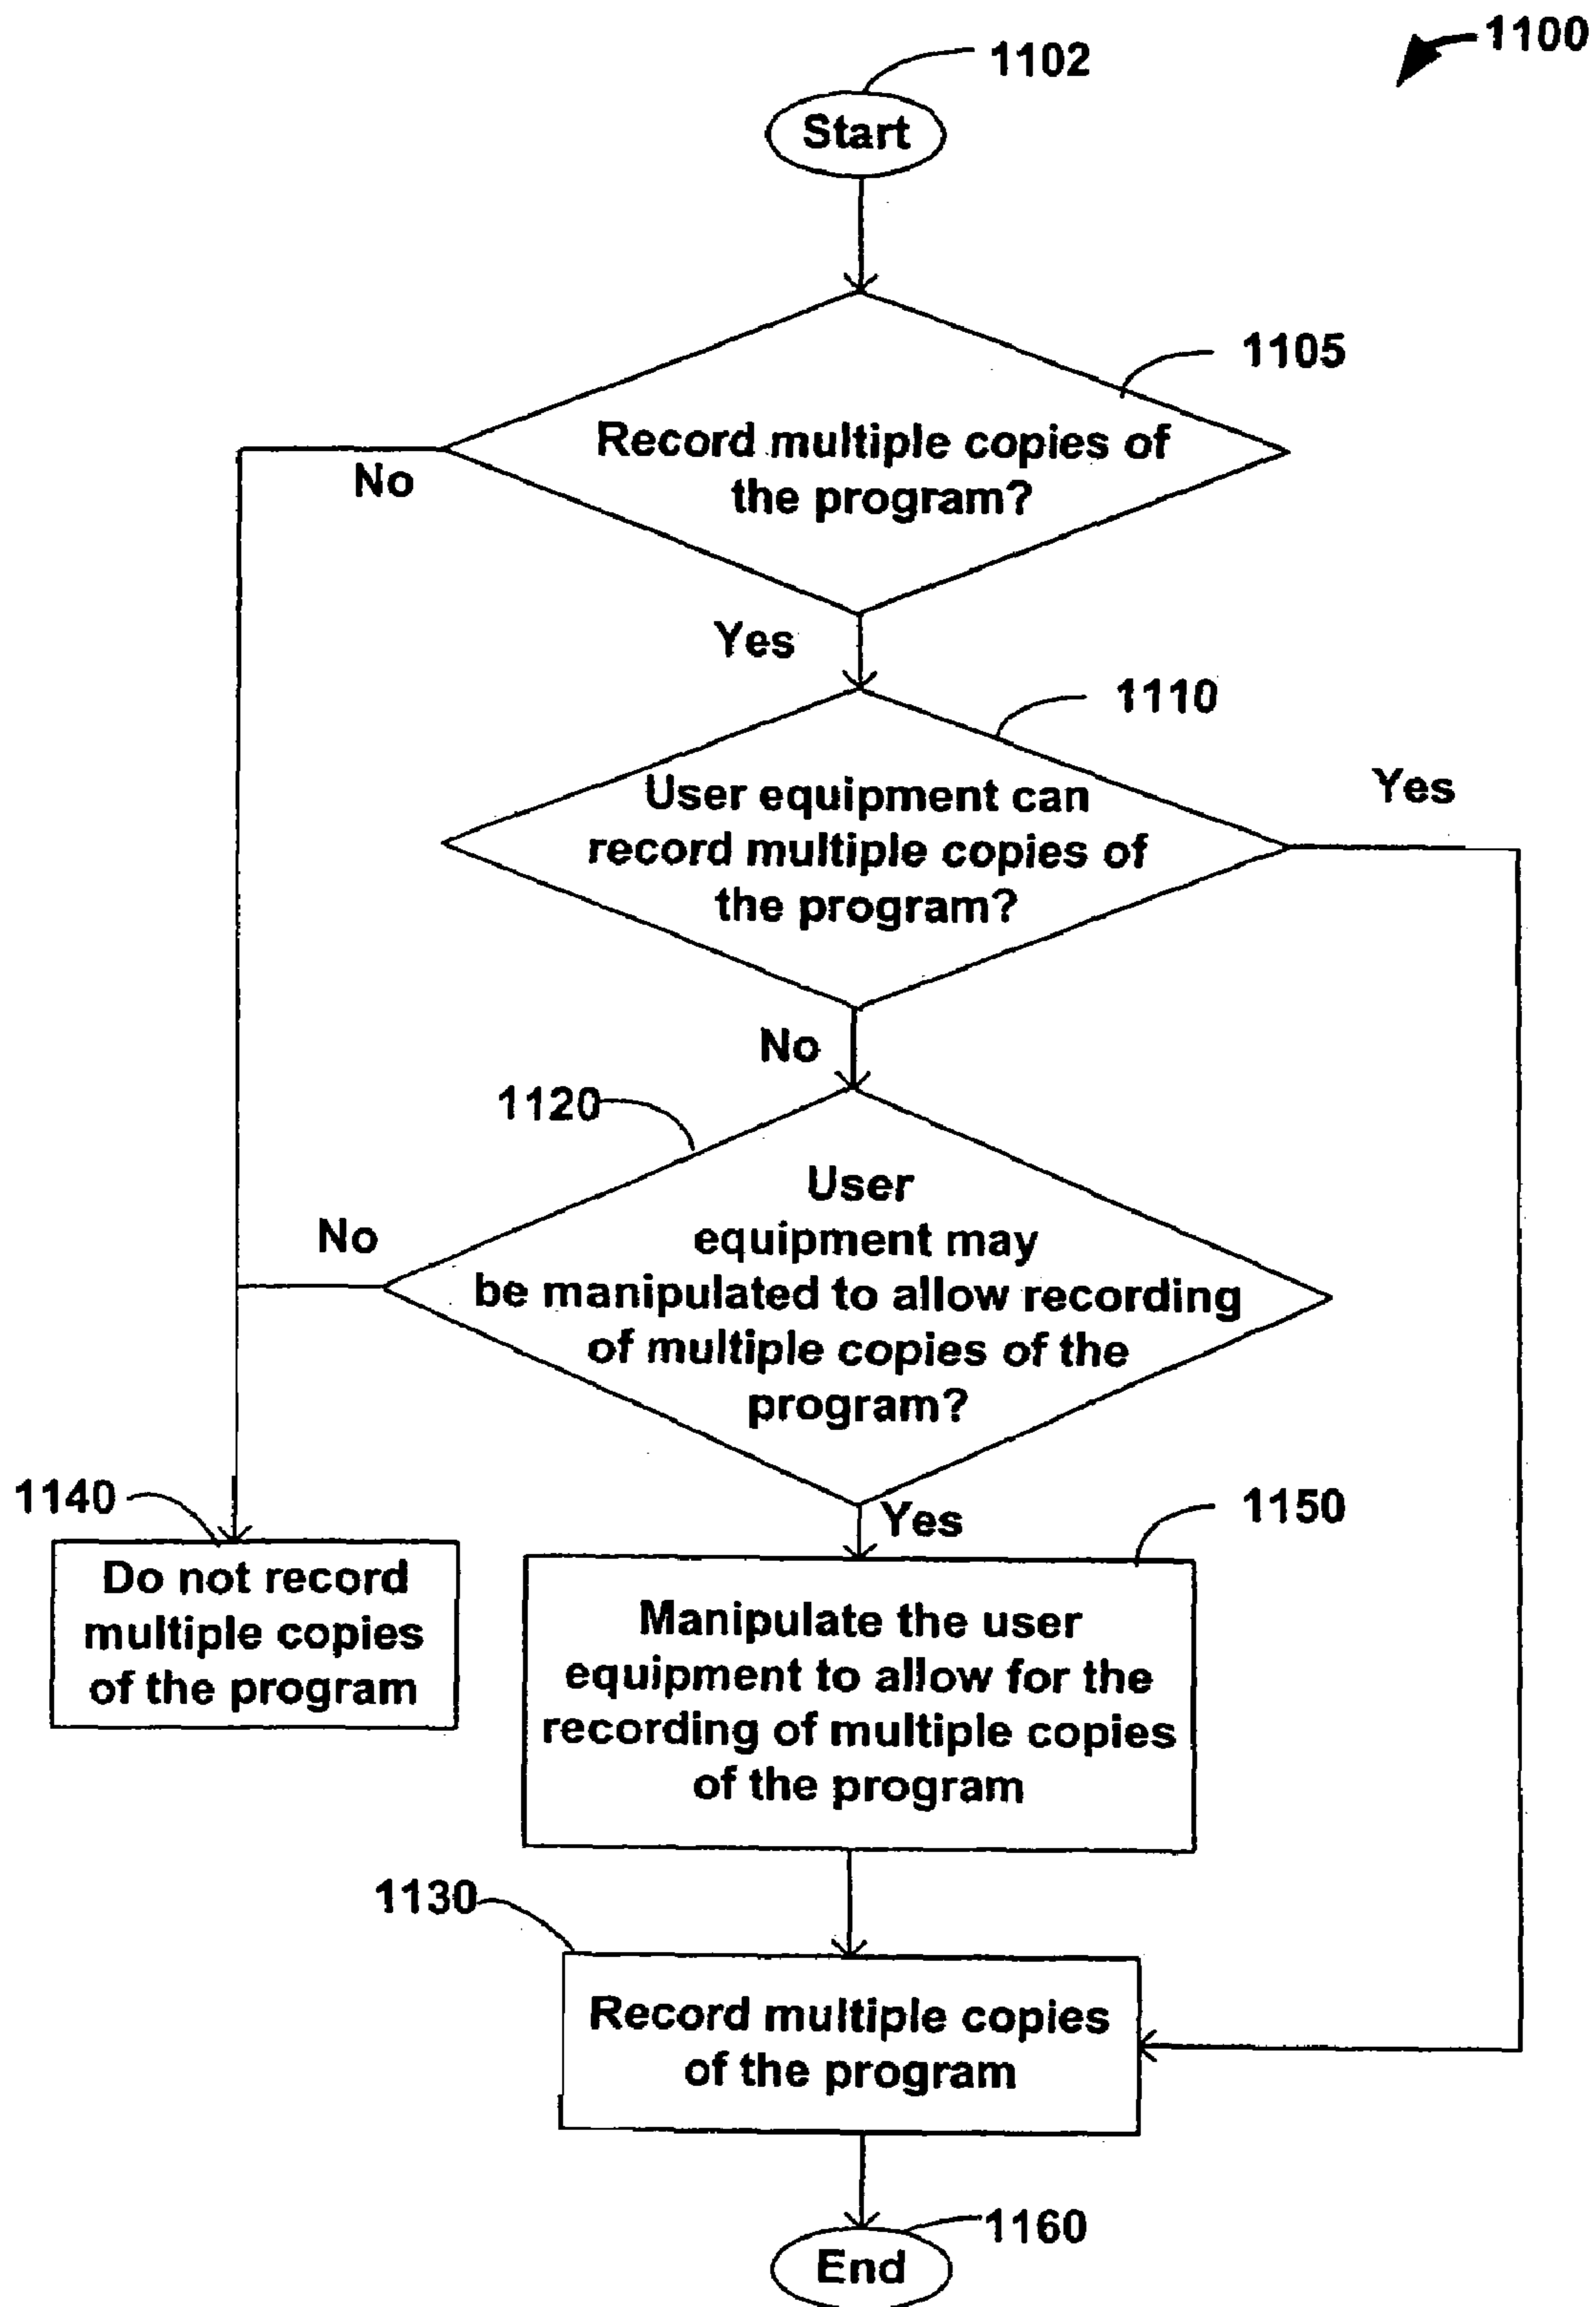 1100
1102
Start
1105
Record multiple copies of
the program?
No
Yes
1110
User equipment can
record multiple copies of
the program?
Yes
No
1120
User
equipment may
be manipulated to allow recording
of multiple copies of the
program?
No
Yes
1140
Do not record
multiple copies
of the program
1150
Manipulate the user
equipment to allow for the
recording of multiple copies
of the program
1130
Record multiple copies
of the program
1160
End